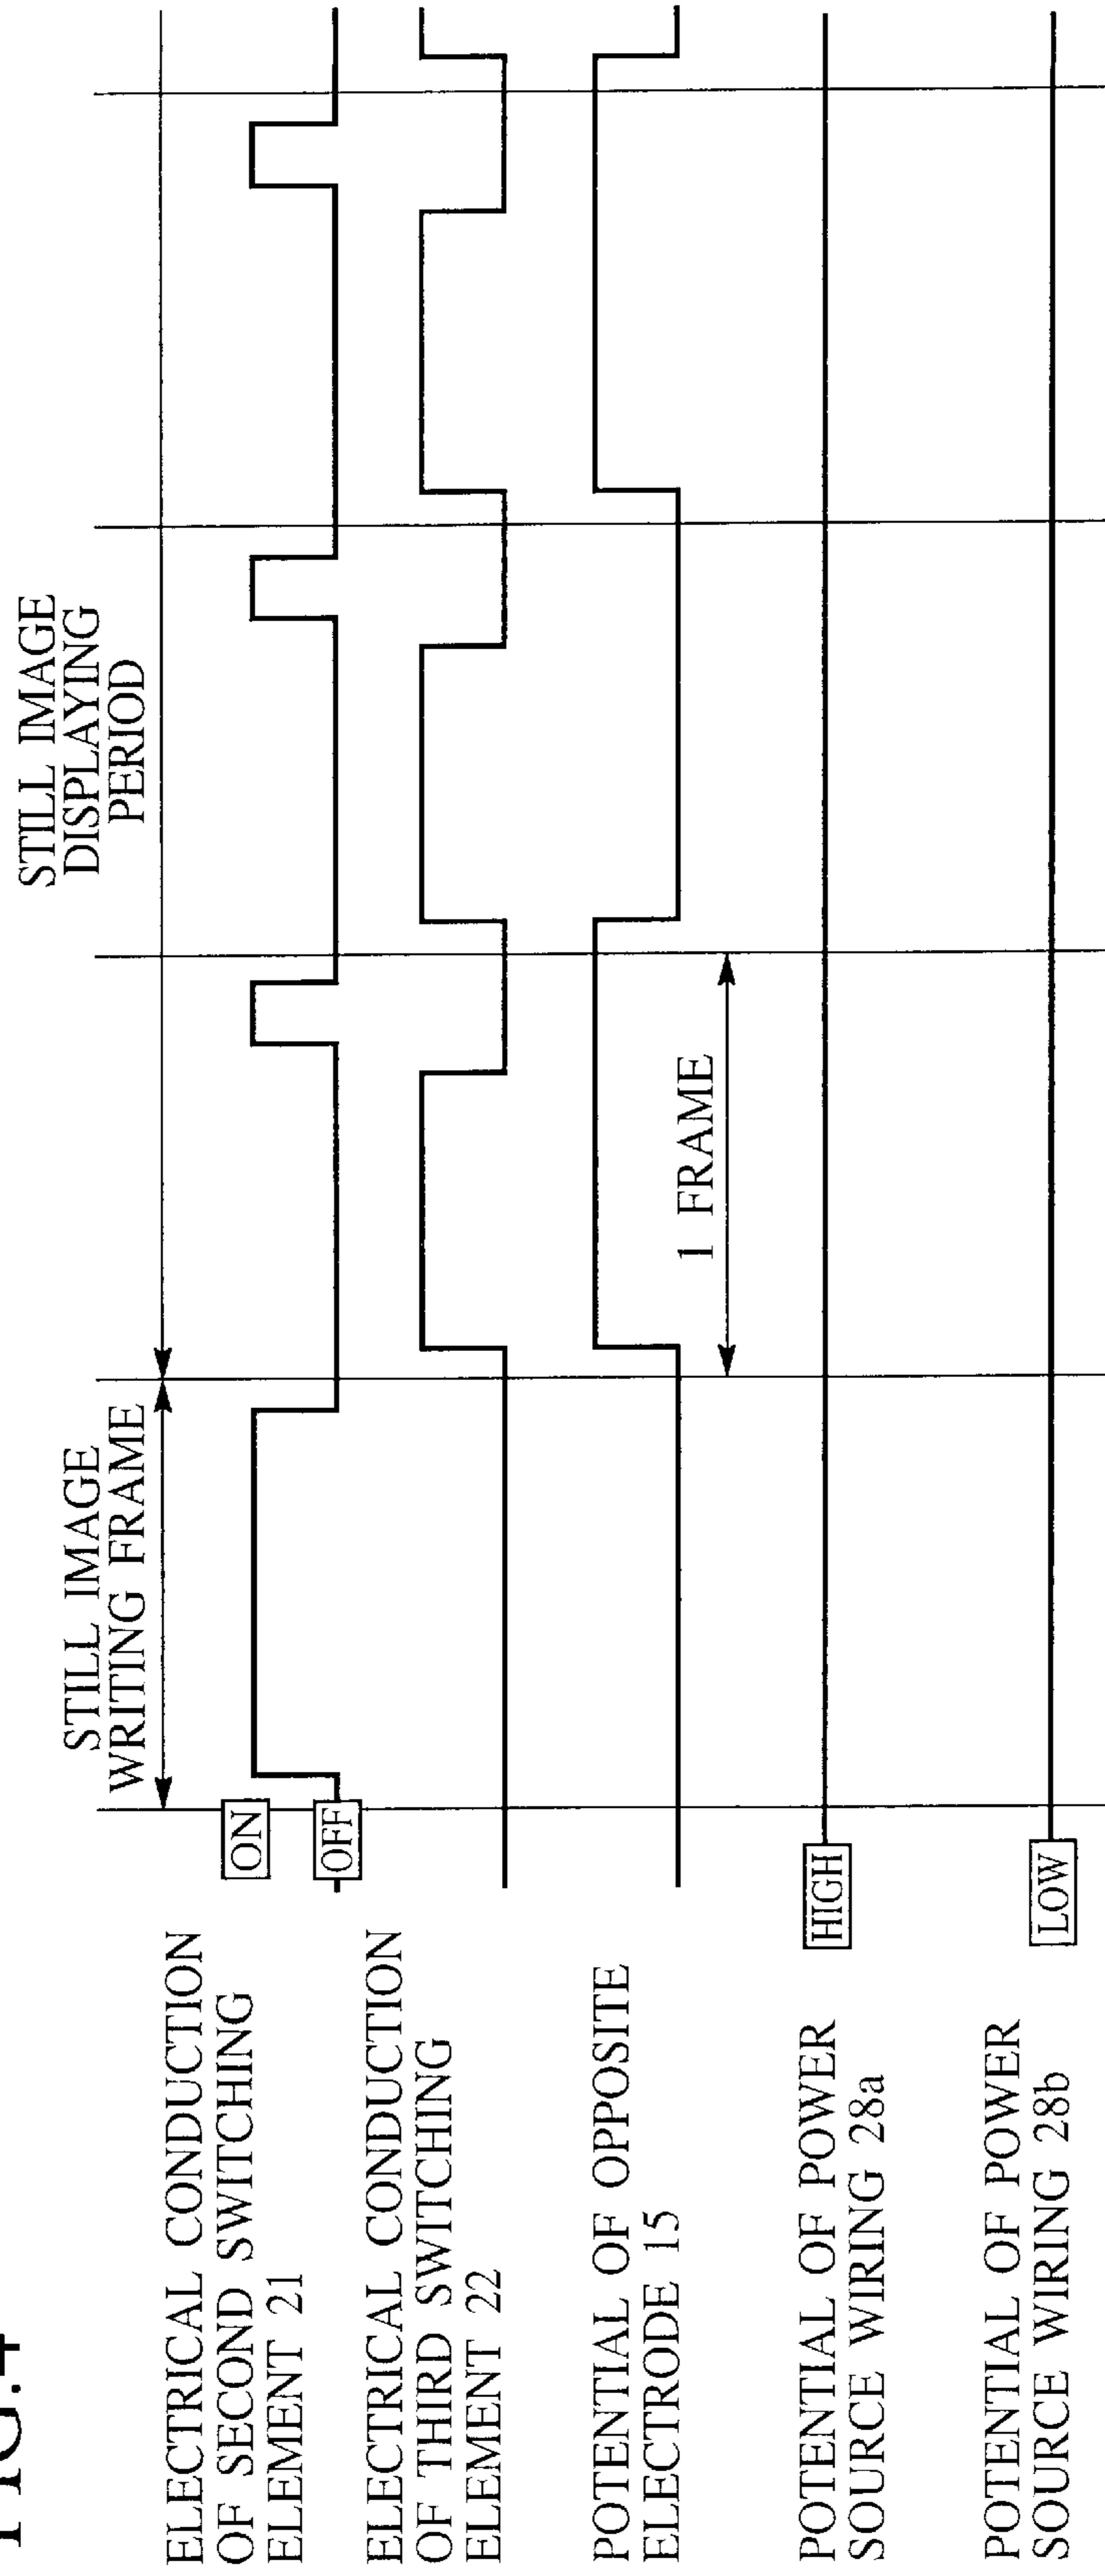 FIG.4
STILL IMAGE
WRITING FRAME
STILL IMAGE
DISPLAYING
PERIOD
ELECTRICAL CONDUCTION
OF SECOND SWITCHING
ELEMENT 21
ON
OFF
ELECTRICAL CONDUCTION
OF THIRD SWITCHING
ELEMENT 22
POTENTIAL OF OPPOSITE
ELECTRODE 15
1 FRAME
POTENTIAL OF POWER
SOURCE WIRING 28a
HIGH
POTENTIAL OF POWER
SOURCE WIRING 28b
LOW